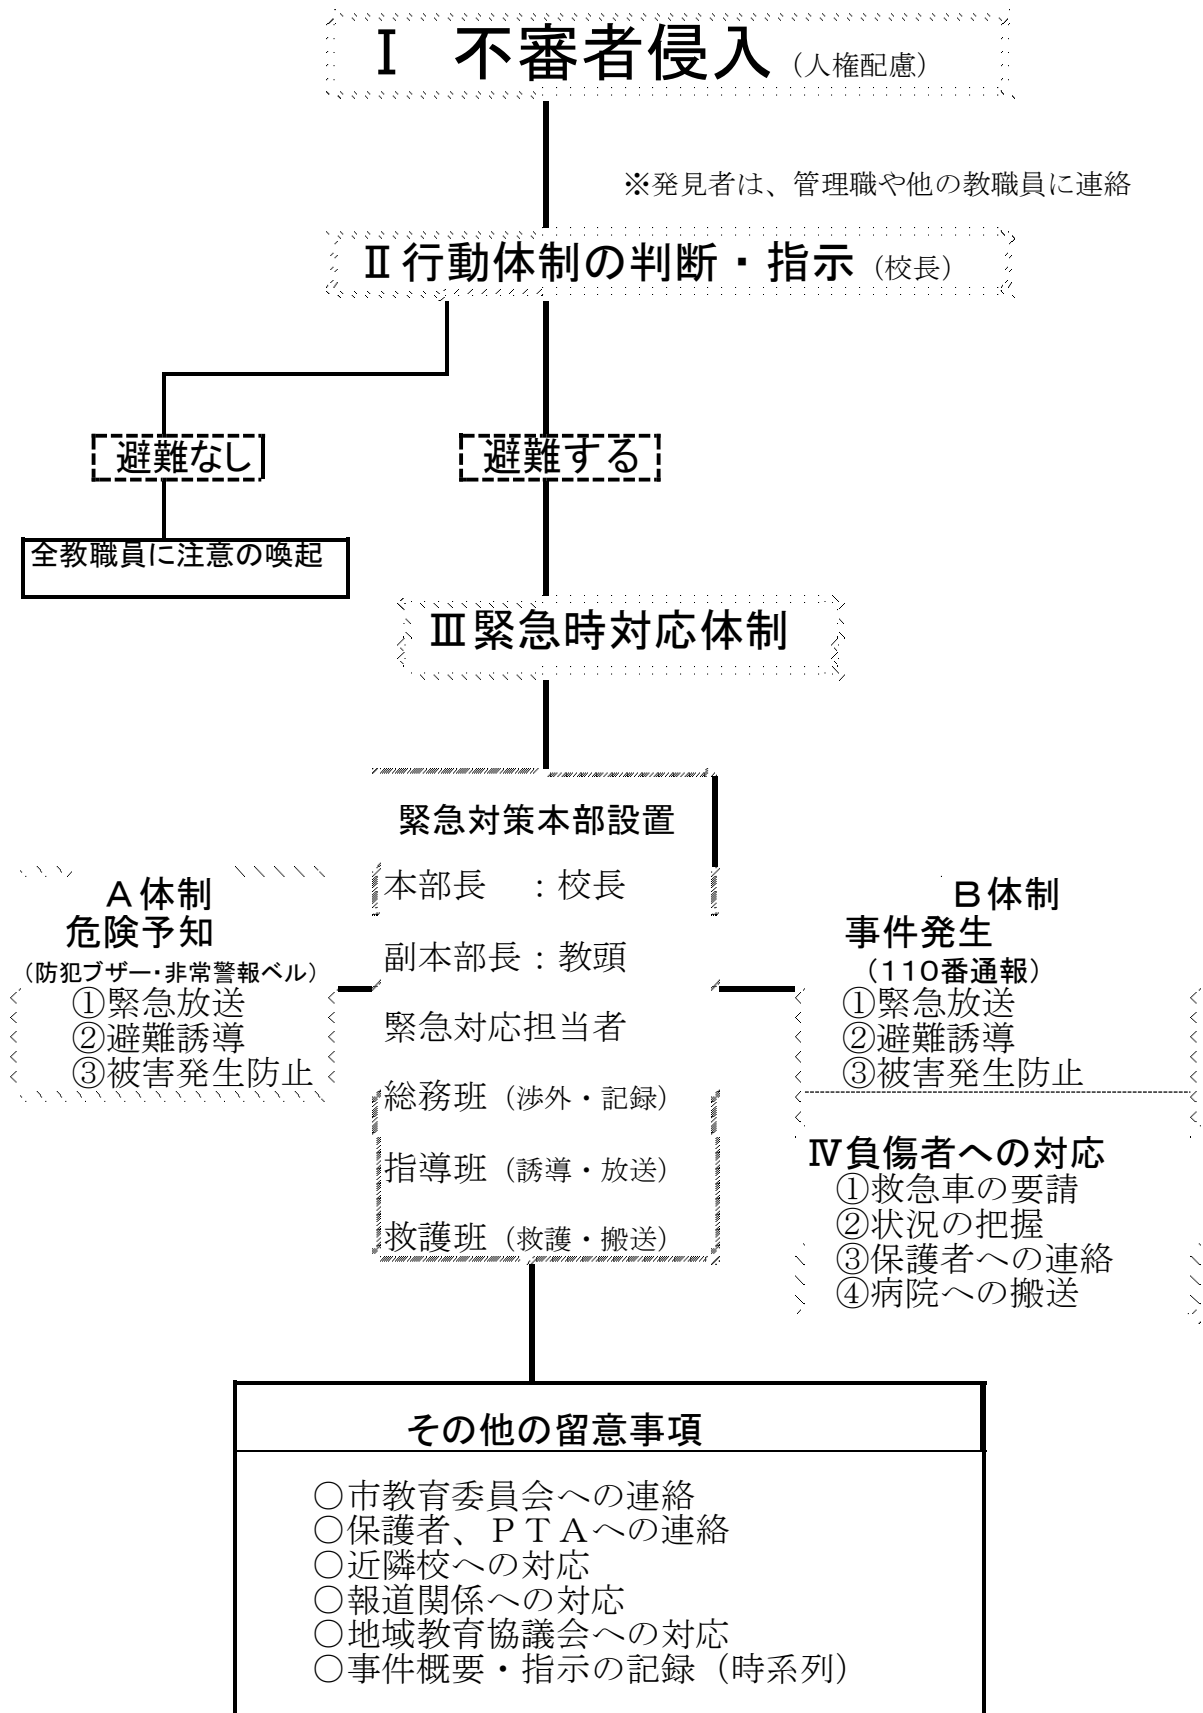 Ⅰ　不審者侵入（人権配慮）
※発見者は、管理職や他の教職員に連絡
Ⅱ行動体制の判断・指示（校長）
避難なし
避難する
全教職員に注意の喚起
Ⅲ緊急時対応体制
緊急対策本部設置
本部長　：校長
副本部長：教頭
緊急対応担当者
総務班（渉外・記録）
指導班（誘導・放送）
救護班（救護・搬送）
Ａ体制
危険予知
（防犯ブザー・非常警報ベル）
①緊急放送
②避難誘導
③被害発生防止
Ｂ体制
事件発生
（１１０番通報）
①緊急放送
②避難誘導
③被害発生防止
Ⅳ負傷者への対応
①救急車の要請
②状況の把握
③保護者への連絡
④病院への搬送
その他の留意事項
○市教育委員会への連絡
○保護者、ＰＴＡへの連絡
○近隣校への対応
○報道関係への対応
○地域教育協議会への対応
○事件概要・指示の記録（時系列）